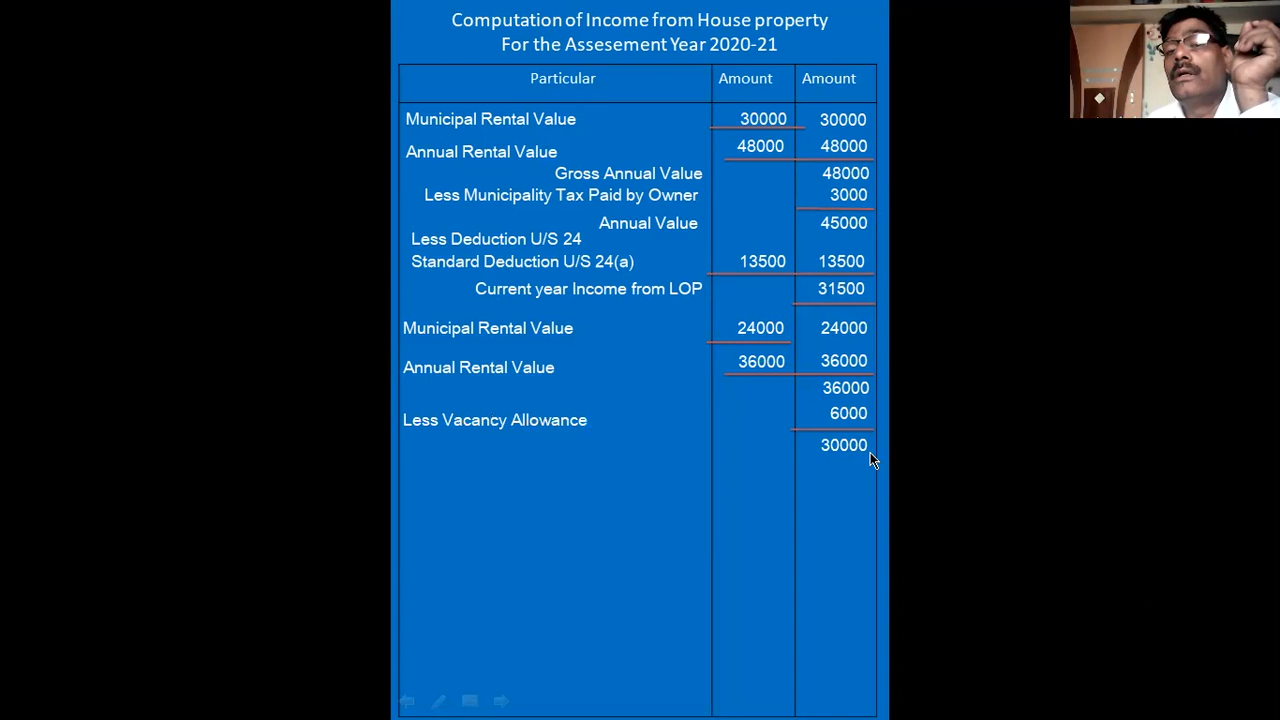 Computation of Income from House property
For the Assesement Year 2020-21
Particular Amount Amount
Municipal Rental Value 30000 30000
Annual Rental Value 48000 48000
Gross Annual Value 48000
Less Municipality Tax Paid by Owner 3000
Annual Value 45000
Less Deduction U/S 24
Standard Deduction U/S 24(a) 13500 13500
Current year Income from LOP 31500
Municipal Rental Value 24000 24000
Annual Rental Value 36000 36000
36000
Less Vacancy Allowance 6000
30000